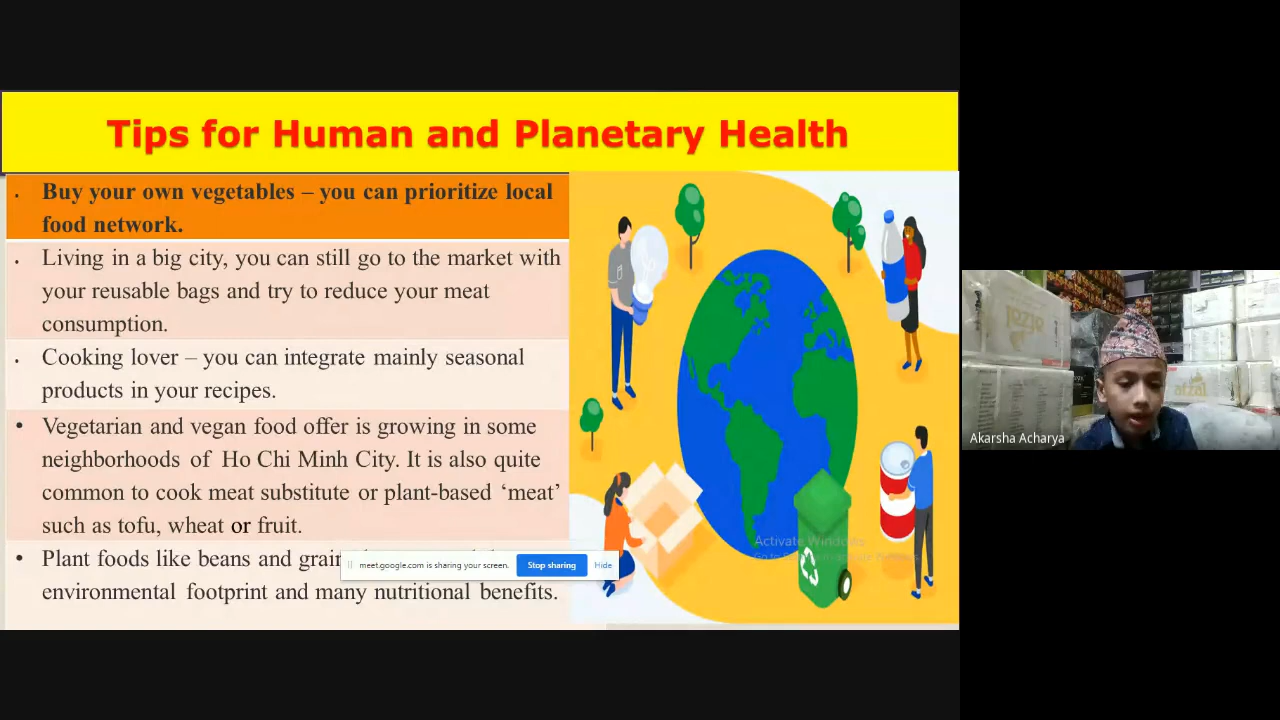 Tips for Human and Planetary Health
• Buy your own vegetables – you can prioritize local
food network.
• Living in a big city, you can still go to the market with
your reusable bags and try to reduce your meat
consumption.
• Cooking lover – you can integrate mainly seasonal
products in your recipes.
• Vegetarian and vegan food offer is growing in some
neighborhoods of Ho Chi Minh City. It is also quite
common to cook meat substitute or plant-based ‘meat’
such as tofu, wheat or fruit.
• Plant foods like beans and
environmental footprint and many nutritional benefits.
meet.google.com is sharing your screen.
Stop sharing
Hide
Activate Windows
Akarsha Acharya